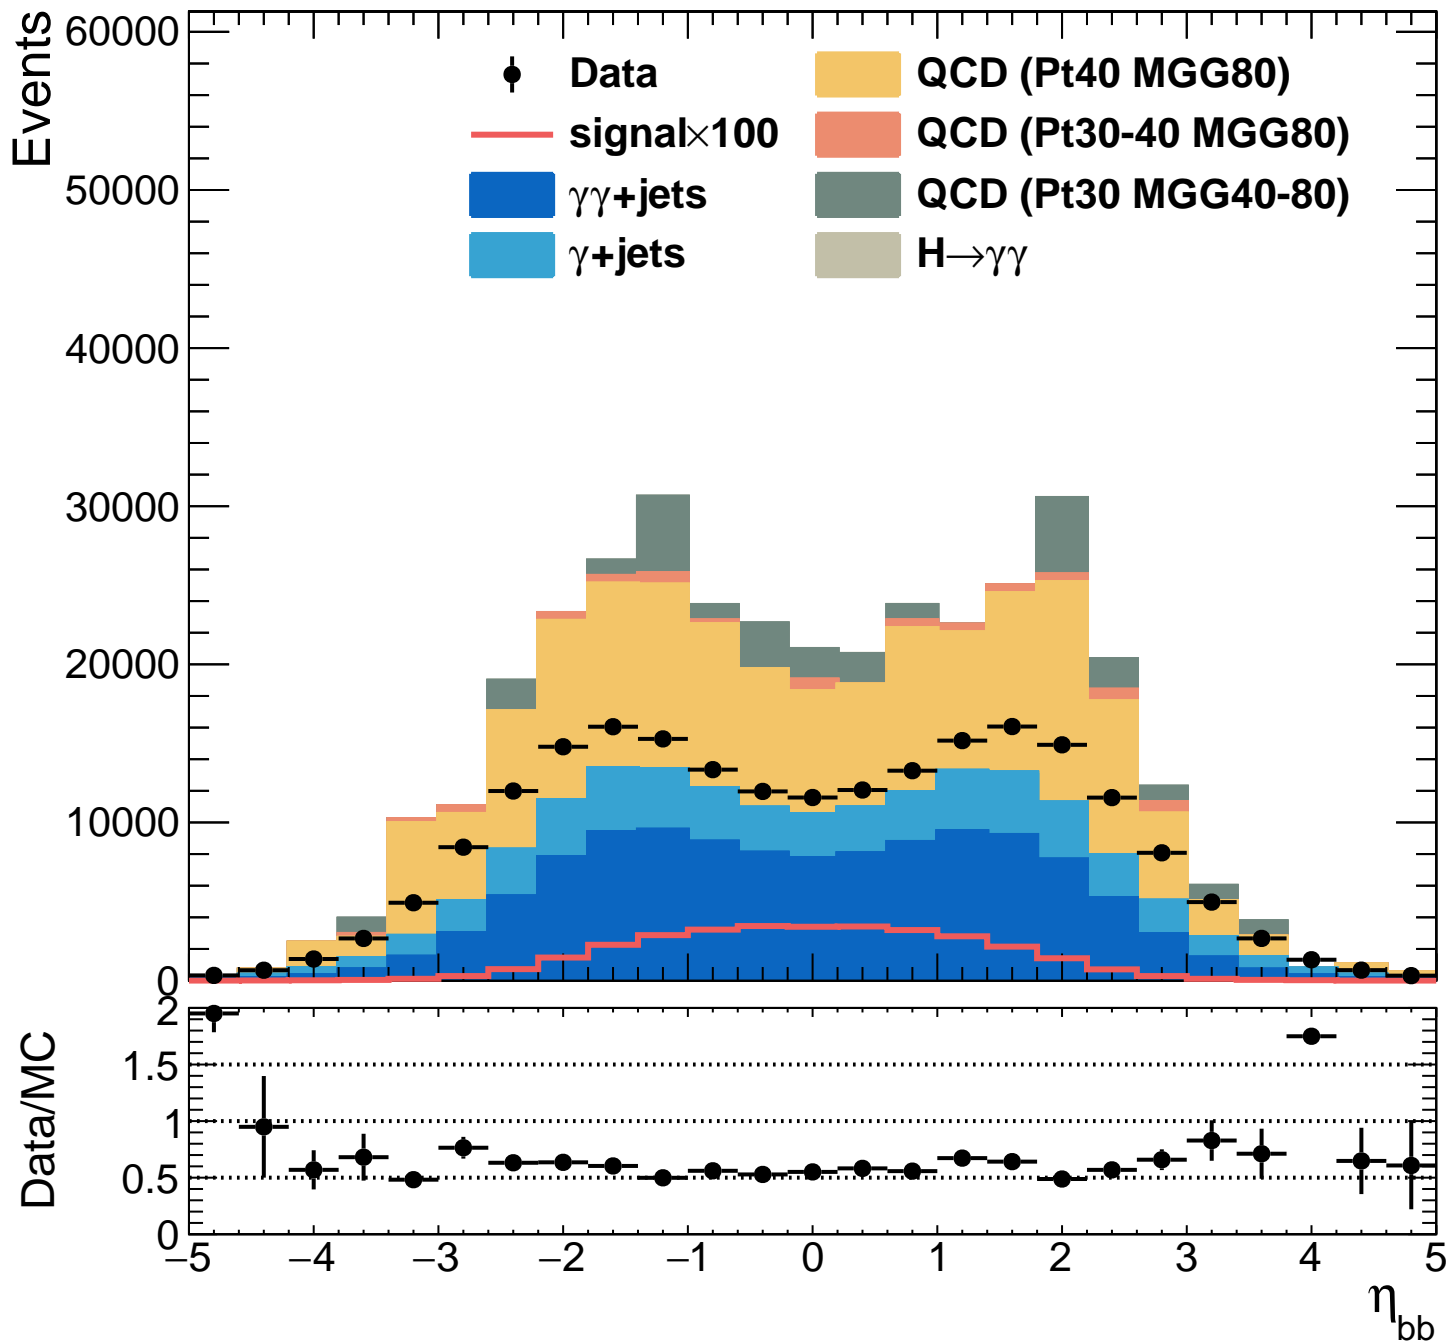 Events
60000
50000
40000
30000
20000
10000
0
Data
signal×100
γγ+jets
γ+jets
QCD (Pt40 MGG80)
QCD (Pt30-40 MGG80)
QCD (Pt30 MGG40-80)
H→γγ
Data/MC
2
1.5
1
0.5
0
−5 −4 −3 −2 −1 0 1 2 3 4 5
η_bb